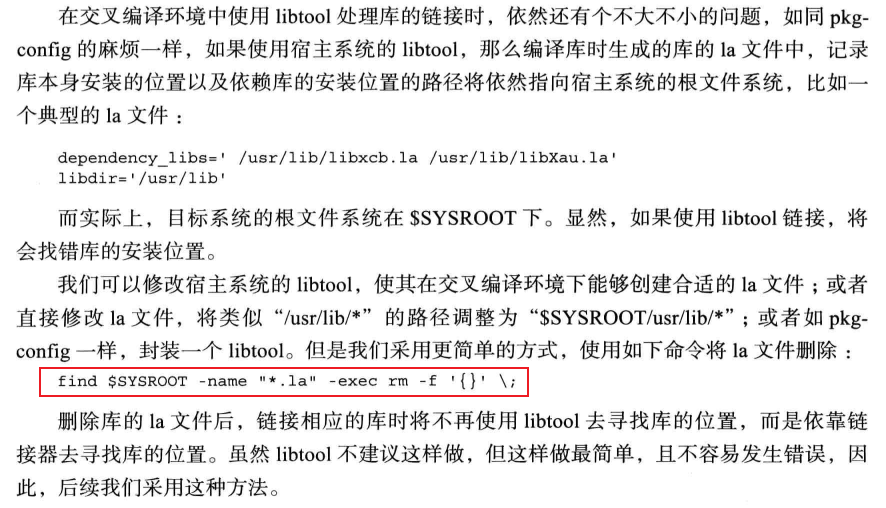 在交叉编译环境中使用 libtool 处理库的链接时，依然还有个不大不小的问题，如同 pkg-
config 的麻烦一样，如果使用宿主系统的 libtool，那么编译库时生成的库的 la 文件中，记录
库本身安装的位置以及依赖库的安装位置的路径将依然指向宿主系统的根文件系统，比如一
个典型的 la 文件：
dependency_libs=' /usr/lib/libxcb.la /usr/lib/libXau.la'
libdir='/usr/lib'
而实际上，目标系统的根文件系统在 $SYSROOT 下。显然，如果使用 libtool 链接，将
会找错库的安装位置。
我们可以修改宿主系统的 libtool，使其在交叉编译环境下能够创建合适的 la 文件；或者
直接修改 la 文件，将类似“/usr/lib/*”的路径调整为“$SYSROOT/usr/lib/*”；或者如 pkg-
config 一样，封装一个 libtool。但是我们采用更简单的方式，使用如下命令将 la 文件删除：
find $SYSROOT -name "*.la" -exec rm -f '{}' \;
删除库的 la 文件后，链接相应的库时将不再使用 libtool 去寻找库的位置，而是依靠链
接器去寻找库的位置。虽然 libtool 不建议这样做，但这样做最简单，且不容易发生错误，因
此，后续我们采用这种方法。